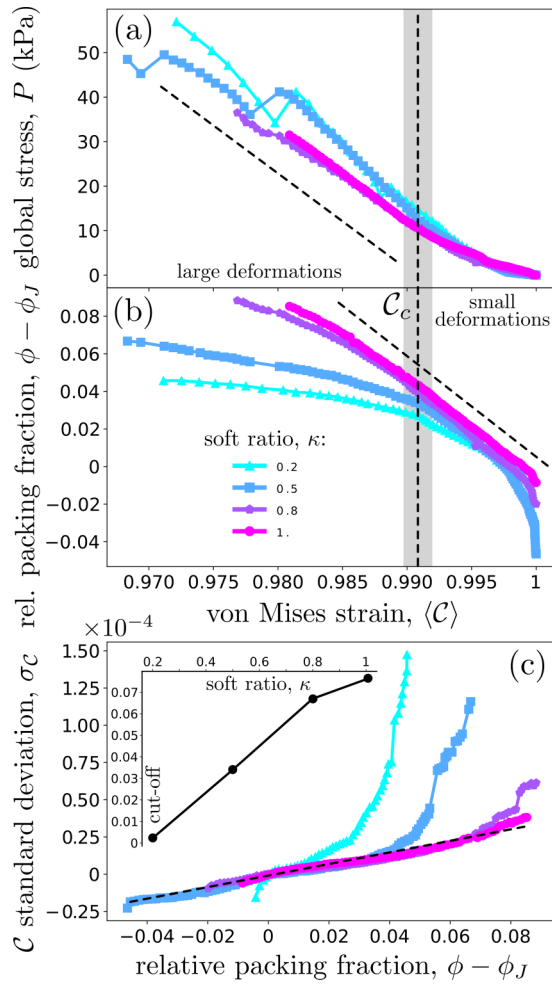 (a)
global stress, P (kPa)
50
40
30
20
10
0
large deformations
small
deformations
C_c
(b)
rel. packing fraction, ϕ − ϕ_J
0.08
0.06
0.04
0.02
0
−0.02
−0.04
soft ratio, κ:
0.2
0.5
0.8
1.
0.970 0.975 0.980 0.985 0.990 0.995 1
von Mises strain, ⟨C⟩
×10⁻⁴
(c)
C standard deviation, σ_C
1.50
1.25
1.00
0.75
0.50
0.25
0
−0.25
0.2 0.4 0.6 0.8 1
soft ratio, κ
cut-off
0.07
0.06
0.05
0.04
0.03
0.02
0.01
0
−0.04 −0.02 0 0.02 0.04 0.06 0.08
relative packing fraction, ϕ − ϕ_J